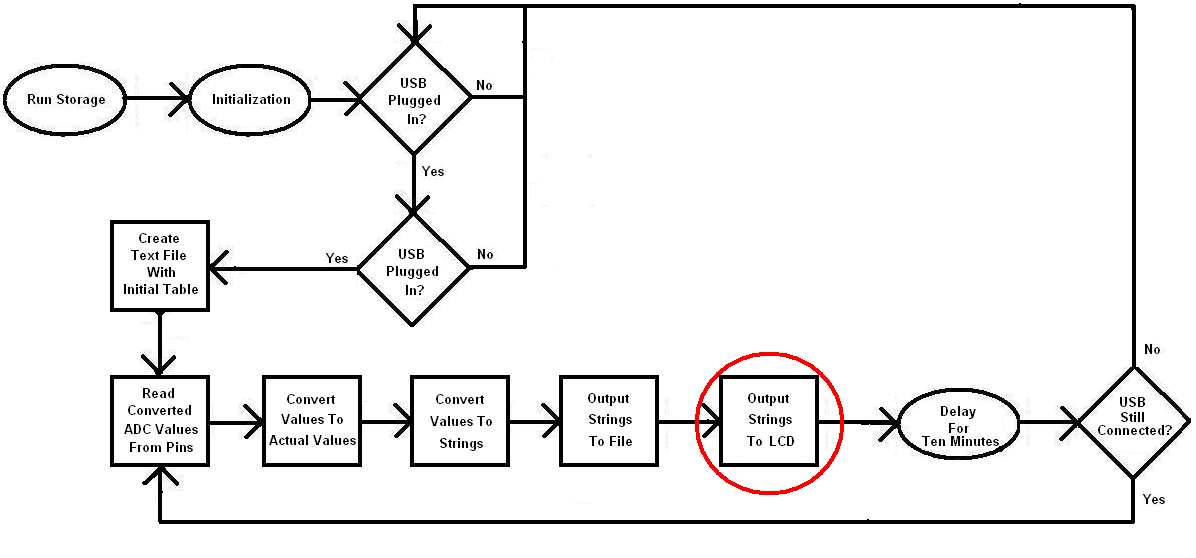 Run Storage
Initialization
USB
Plugged
In?
No
Yes
USB
Plugged
In?
No
Yes
Create
Text File
With
Initial Table
Read
Converted
ADC Values
From Pins
Convert
Values To
Actual Values
Convert
Values To
Strings
Output
Strings
To File
Output
Strings
To LCD
Delay
For
Ten Minutes
USB
Still
Connected?
No
Yes